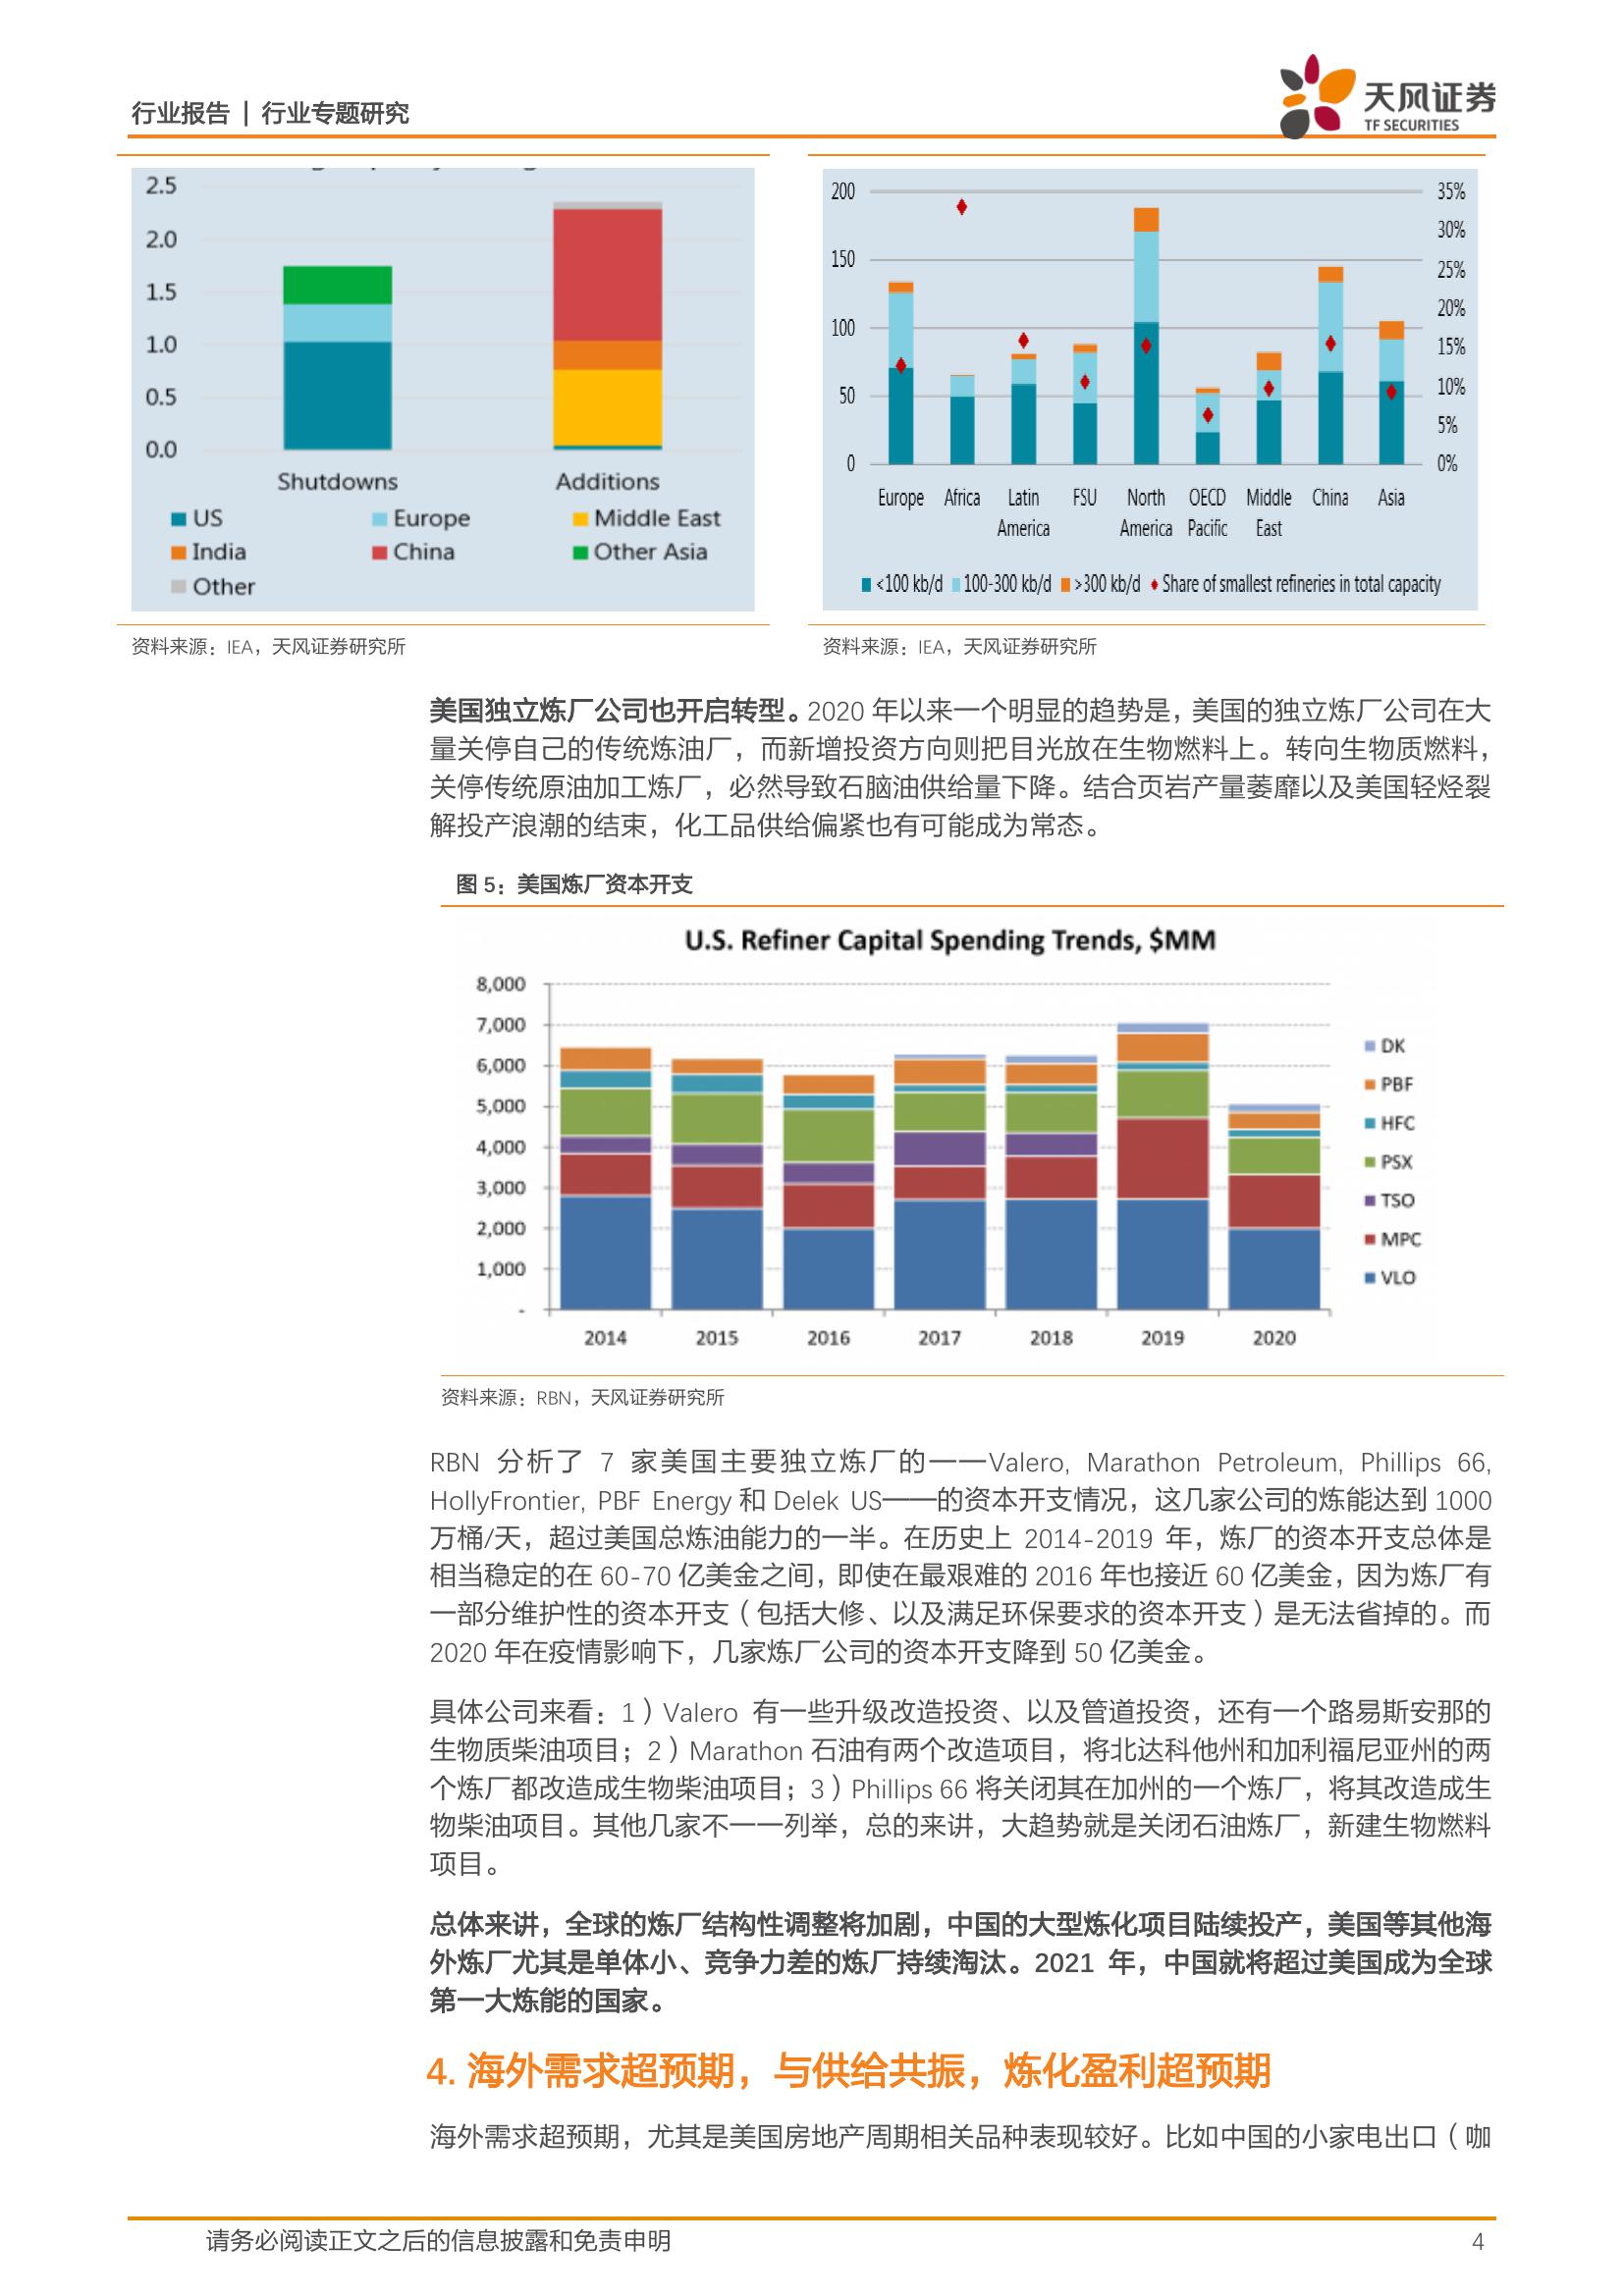 行业报告 | 行业专题研究
天风证券
TF SECURITIES
2.5
2.0
1.5
1.0
0.5
0.0
Shutdowns Additions
US Europe Middle East
India China Other Asia
Other
200
150
100
50
0
35%
30%
25%
20%
15%
10%
5%
0%
Europe Africa Latin America FSU North America OECD Pacific Middle East China Asia
<100 kb/d 100-300 kb/d >300 kb/d Share of smallest refineries in total capacity
资料来源：IEA，天风证券研究所
资料来源：IEA，天风证券研究所
美国独立炼厂公司也开启转型。2020 年以来一个明显的趋势是，美国的独立炼厂公司在大
量关停自己的传统炼油厂，而新增投资方向则把目光放在生物燃料上。转向生物质燃料，
关停传统原油加工炼厂，必然导致石脑油供给量下降。结合页岩产量萎靡以及美国轻烃裂
解投产浪潮的结束，化工品供给偏紧也有可能成为常态。
图 5：美国炼厂资本开支
U.S. Refiner Capital Spending Trends, $MM
8,000
7,000
6,000
5,000
4,000
3,000
2,000
1,000
-
2014 2015 2016 2017 2018 2019 2020
DK
PBF
HFC
PSX
TSO
MPC
VLO
资料来源：RBN，天风证券研究所
RBN 分析了 7 家美国主要独立炼厂的——Valero, Marathon Petroleum, Phillips 66,
HollyFrontier, PBF Energy 和 Delek US——的资本开支情况，这几家公司的炼能达到 1000
万桶/天，超过美国总炼油能力的一半。在历史上 2014-2019 年，炼厂的资本开支总体是
相当稳定的在 60-70 亿美金之间，即使在最艰难的 2016 年也接近 60 亿美金，因为炼厂有
一部分维护性的资本开支（包括大修、以及满足环保要求的资本开支）是无法省掉的。而
2020 年在疫情影响下，几家炼厂公司的资本开支降到 50 亿美金。
具体公司来看：1）Valero 有一些升级改造投资、以及管道投资，还有一个路易斯安那的
生物质柴油项目；2）Marathon 石油有两个改造项目，将北达科他州和加利福尼亚州的两
个炼厂都改造成生物柴油项目；3）Phillips 66 将关闭其在加州的一个炼厂，将其改造成生
物柴油项目。其他几家不一一列举，总的来讲，大趋势就是关闭石油炼厂，新建生物燃料
项目。
总体来讲，全球的炼厂结构性调整将加剧，中国的大型炼化项目陆续投产，美国等其他海
外炼厂尤其是单体小、竞争力差的炼厂持续淘汰。2021 年，中国就将超过美国成为全球
第一大炼能的国家。
4. 海外需求超预期，与供给共振，炼化盈利超预期
海外需求超预期，尤其是美国房地产周期相关品种表现较好。比如中国的小家电出口（咖
请务必阅读正文之后的信息披露和免责申明
4